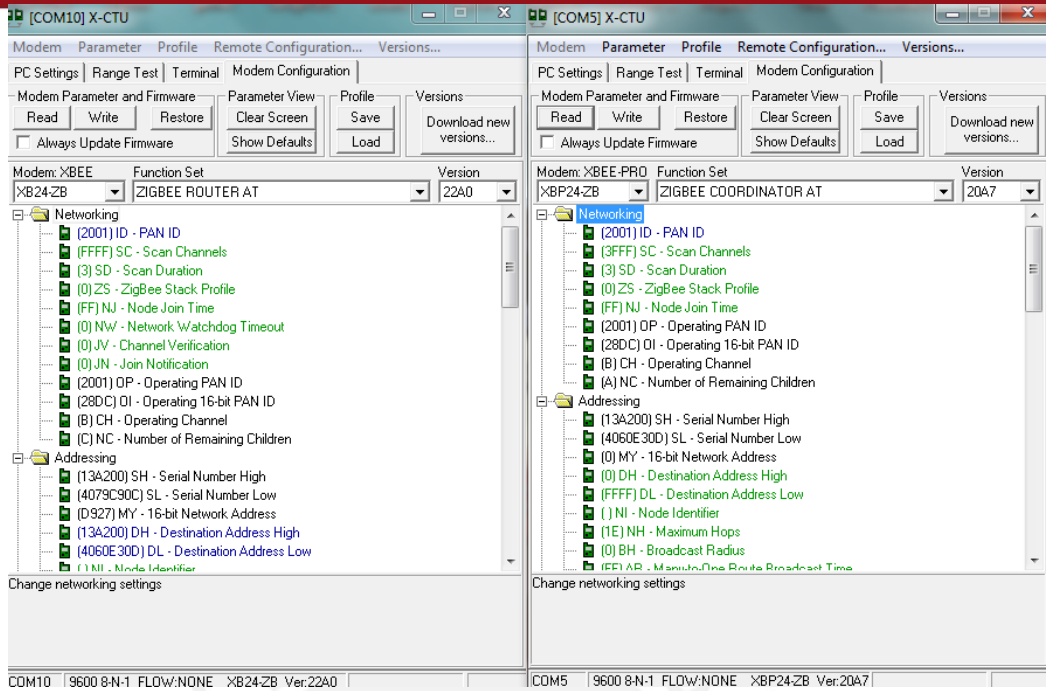 [COM10] X-CTU
Modem Parameter Profile Remote Configuration... Versions...
PC Settings Range Test Terminal Modem Configuration
Modem Parameter and Firmware Parameter View Profile Versions
Read Write Restore Clear Screen Save Download new versions...
Always Update Firmware Show Defaults Load
Modem: XBEE Function Set Version
XB24-ZB ZIGBEE ROUTER AT 22A0
Networking
(2001) ID - PAN ID
(FFFF) SC - Scan Channels
(3) SD - Scan Duration
(0) ZS - ZigBee Stack Profile
(FF) NJ - Node Join Time
(0) NW - Network Watchdog Timeout
(0) JV - Channel Verification
(0) JN - Join Notification
(2001) OP - Operating PAN ID
(28DC) OI - Operating 16-bit PAN ID
(B) CH - Operating Channel
(C) NC - Number of Remaining Children
Addressing
(13A200) SH - Serial Number High
(4079C90C) SL - Serial Number Low
(D927) MY - 16-bit Network Address
(13A200) DH - Destination Address High
(4060E30D) DL - Destination Address Low
( ) NI - Node Identifier
Change networking settings
COM10 9600 8-N-1 FLOW:NONE XB24-ZB Ver:22A0
[COM5] X-CTU
Modem Parameter Profile Remote Configuration... Versions...
PC Settings Range Test Terminal Modem Configuration
Modem Parameter and Firmware Parameter View Profile Versions
Read Write Restore Clear Screen Save Download new versions...
Always Update Firmware Show Defaults Load
Modem: XBEE-PRO Function Set Version
XBP24-ZB ZIGBEE COORDINATOR AT 20A7
Networking
(2001) ID - PAN ID
(3FFF) SC - Scan Channels
(3) SD - Scan Duration
(0) ZS - ZigBee Stack Profile
(FF) NJ - Node Join Time
(2001) OP - Operating PAN ID
(28DC) OI - Operating 16-bit PAN ID
(B) CH - Operating Channel
(A) NC - Number of Remaining Children
Addressing
(13A200) SH - Serial Number High
(4060E30D) SL - Serial Number Low
(0) MY - 16-bit Network Address
(0) DH - Destination Address High
(FFFF) DL - Destination Address Low
( ) NI - Node Identifier
(1E) NH - Maximum Hops
(0) BH - Broadcast Radius
(FF) AR - Many-to-One Route Broadcast Time
Change networking settings
COM5 9600 8-N-1 FLOW:NONE XBP24-ZB Ver:20A7